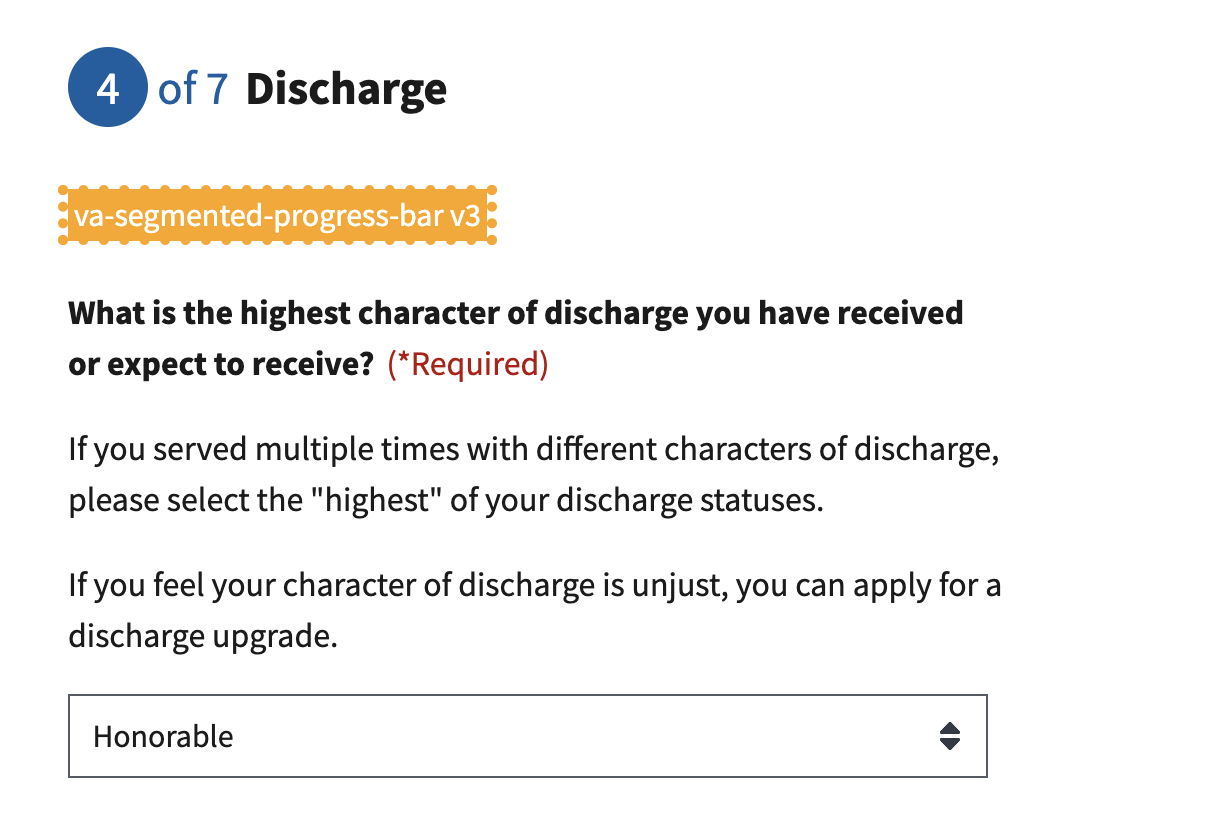 4 of 7 Discharge
va-segmented-progress-bar v3
What is the highest character of discharge you have received
or expect to receive? (*Required)
If you served multiple times with different characters of discharge,
please select the "highest" of your discharge statuses.
If you feel your character of discharge is unjust, you can apply for a
discharge upgrade.
Honorable